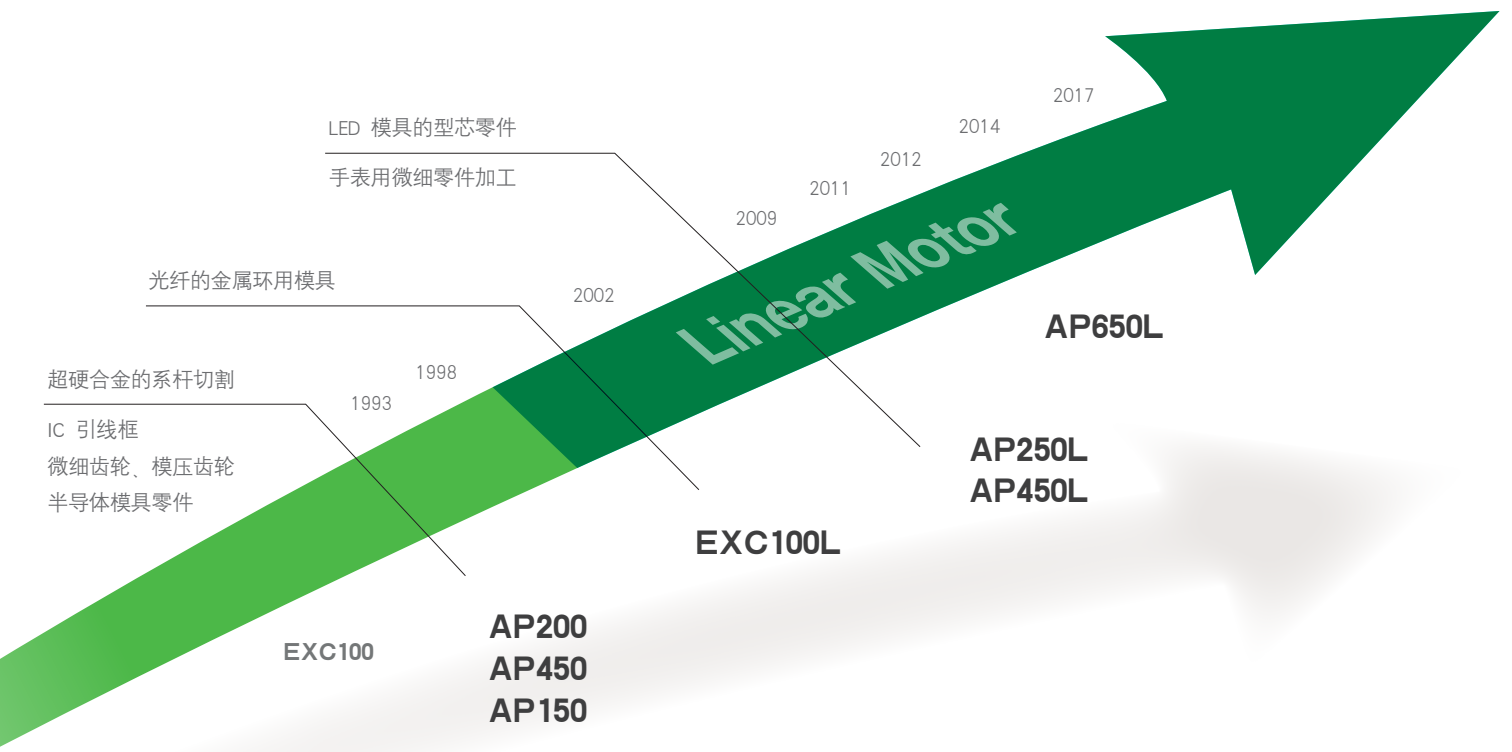 2017
2014
2012
2011
2009
2002
1998
1993
LED 模具的型芯零件
手表用微细零件加工
光纤的金属环用模具
超硬合金的系杆切割
IC 引线框
微细齿轮、模压齿轮
半导体模具零件
Linear Motor
AP650L
AP250L
AP450L
EXC100L
EXC100
AP200
AP450
AP150